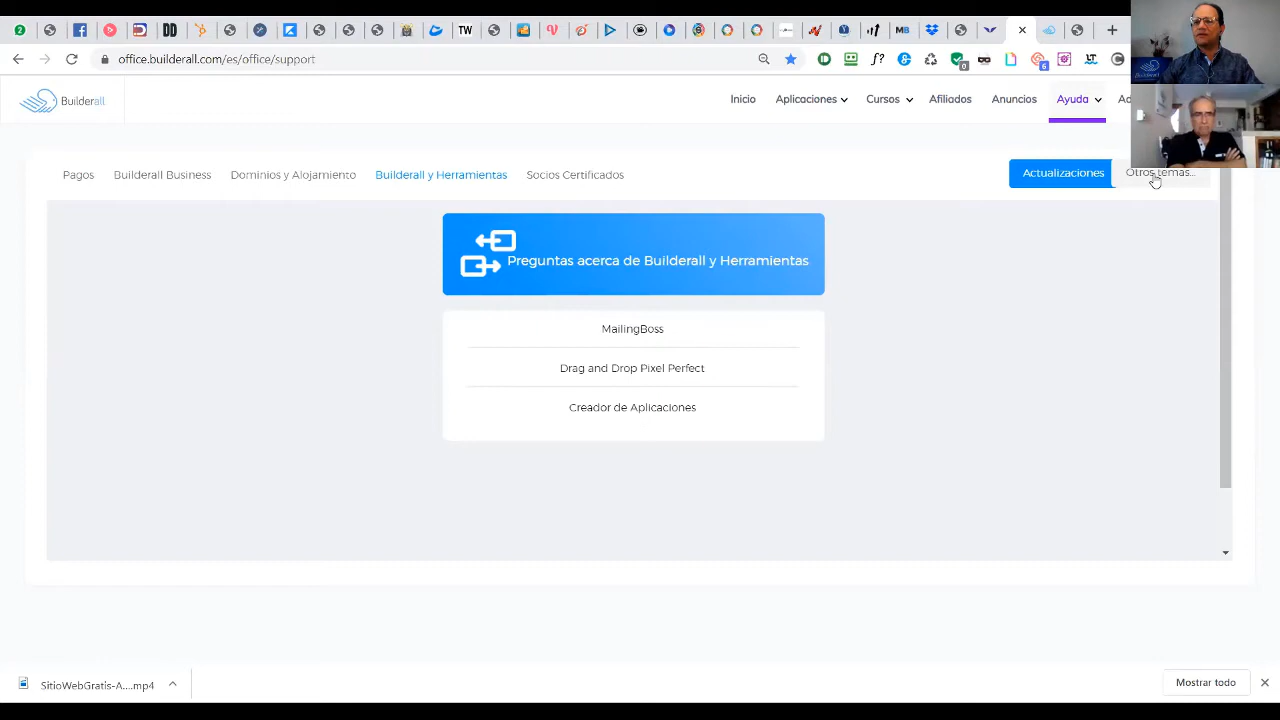 office.builderall.com/es/office/support
Builderall
Inicio
Aplicaciones
Cursos
Afiliados
Anuncios
Ayuda
Pagos
Builderall Business
Dominios y Alojamiento
Builderall y Herramientas
Socios Certificados
Actualizaciones
Otros temas...
Preguntas acerca de Builderall y Herramientas
MailingBoss
Drag and Drop Pixel Perfect
Creador de Aplicaciones
SitioWebGratis-A....mp4
Mostrar todo